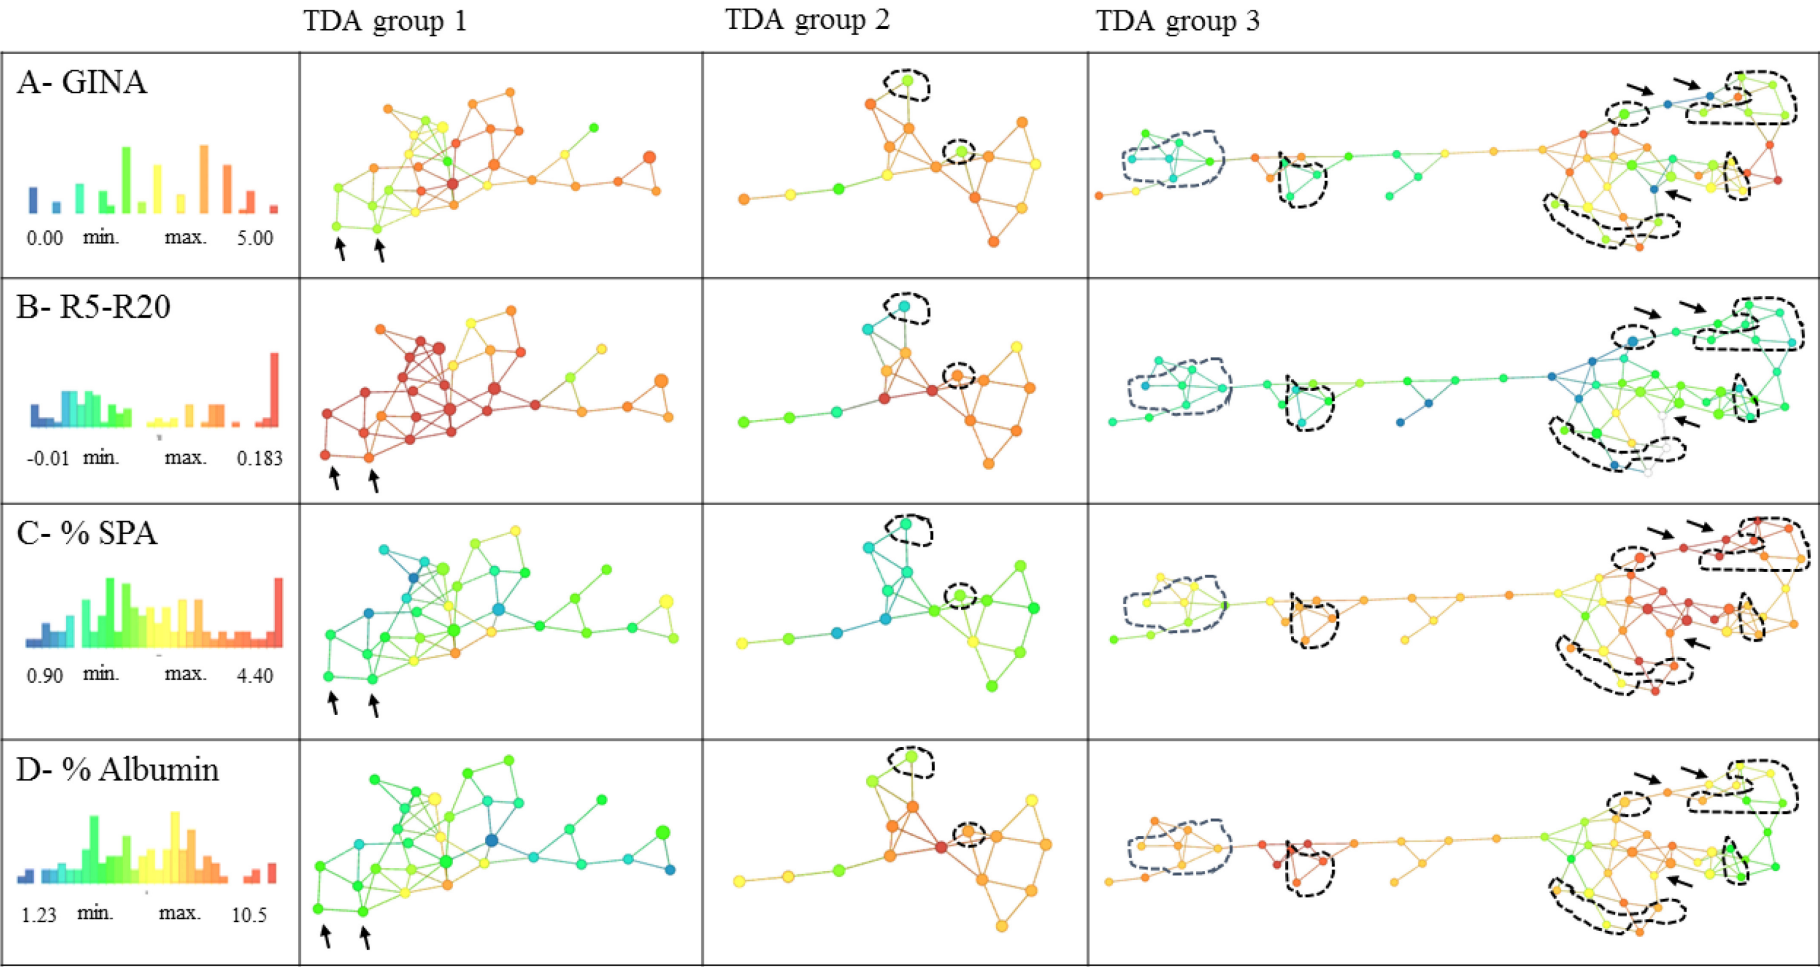 TDA group 1 TDA group 2 TDA group 3
A- GINA
0.00 min. max. 5.00
B- R5-R20
-0.01 min. max. 0.183
C- % SPA
0.90 min. max. 4.40
D- % Albumin
1.23 min. max. 10.5